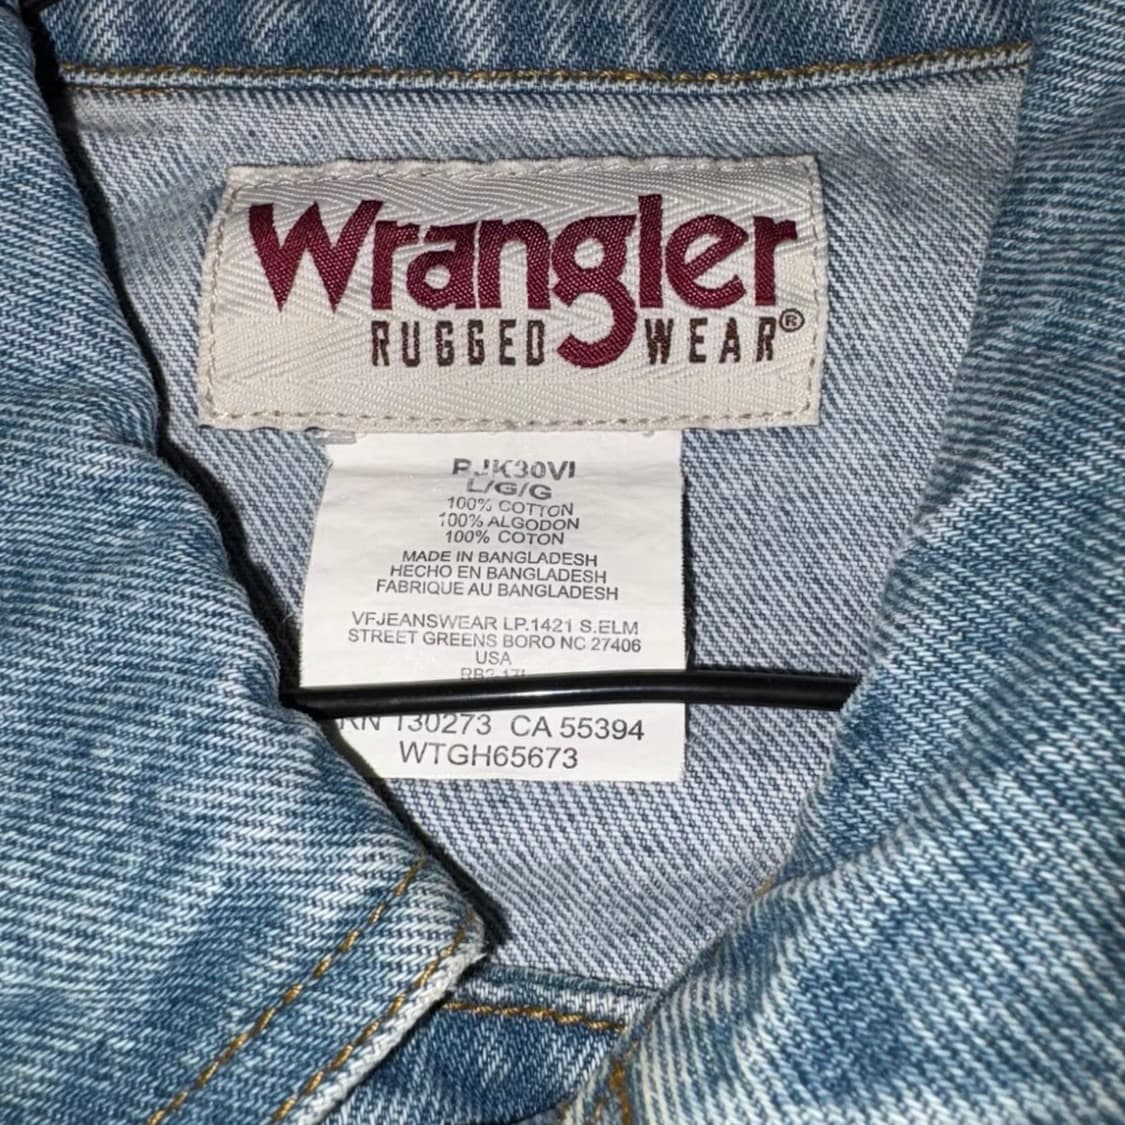 Wrangler
RUGGED WEAR®
RJK30VI
L/G/G
100% COTTON
100% ALGODON
100% COTON
MADE IN BANGLADESH
HECHO EN BANGLADESH
FABRIQUE AU BANGLADESH
VFJEANSWEAR LP.1421 S.ELM
STREET GREENS BORO NC 27406
USA
RN 130273 CA 55394
WTGH65673